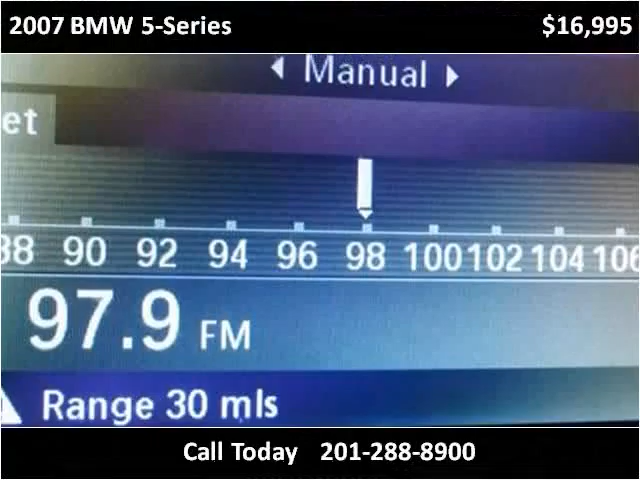 2007 BMW 5-Series $16,995
Manual
et
88 90 92 94 96 98 100 102 104 106
97.9 FM
Range 30 mls
Call Today 201-288-8900